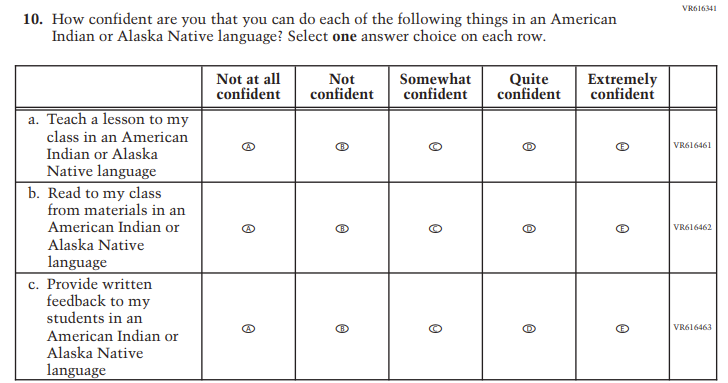 VR616341
10. How confident are you that you can do each of the following things in an American
Indian or Alaska Native language? Select one answer choice on each row.
Not at all
confident
Not
confident
Somewhat
confident
Quite
confident
Extremely
confident
a. Teach a lesson to my
class in an American
Indian or Alaska
Native language
A B C D E VR616461
b. Read to my class
from materials in an
American Indian or
Alaska Native
language
A B C D E VR616462
c. Provide written
feedback to my
students in an
American Indian or
Alaska Native
language
A B C D E VR616463